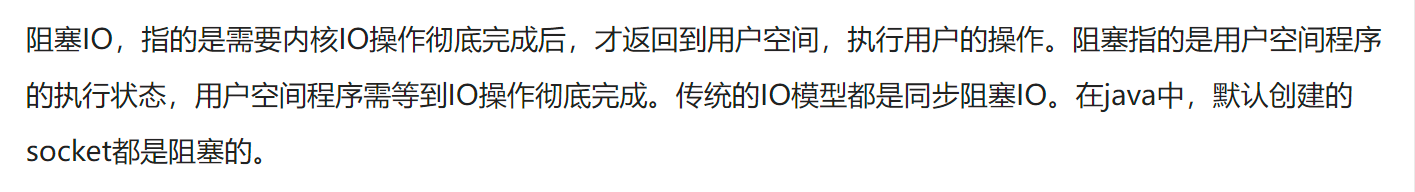 阻塞IO，指的是需要内核IO操作彻底完成后，才返回到用户空间，执行用户的操作。阻塞指的是用户空间程序
的执行状态，用户空间程序需等到IO操作彻底完成。传统的IO模型都是同步阻塞IO。在java中，默认创建的
socket都是阻塞的。